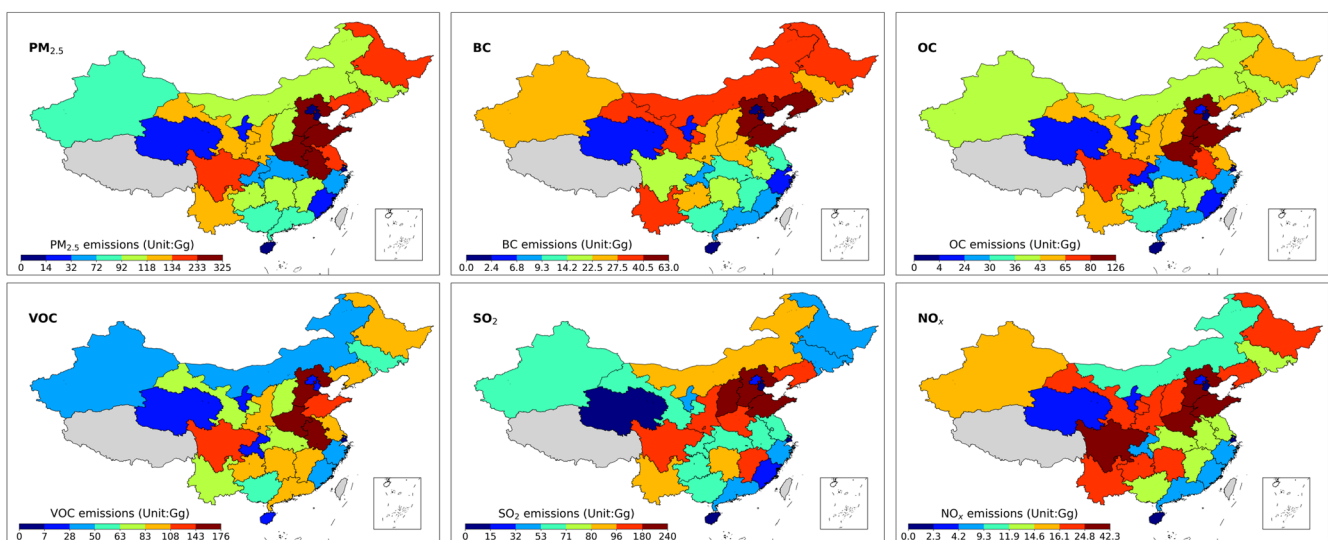 PM2.5
PM2.5 emissions (Unit:Gg)
0 14 32 72 92 118 134 233 325
BC
BC emissions (Unit:Gg)
0.0 2.4 6.8 9.3 14.2 22.5 27.5 40.5 63.0
OC
OC emissions (Unit:Gg)
0 4 24 30 36 43 65 80 126
VOC
VOC emissions (Unit:Gg)
0 7 28 50 63 83 108 143 176
SO2
SO2 emissions (Unit:Gg)
0 15 32 53 71 80 96 180 240
NOx
NOx emissions (Unit:Gg)
0.0 2.3 4.2 9.3 11.9 14.6 16.1 24.8 42.3